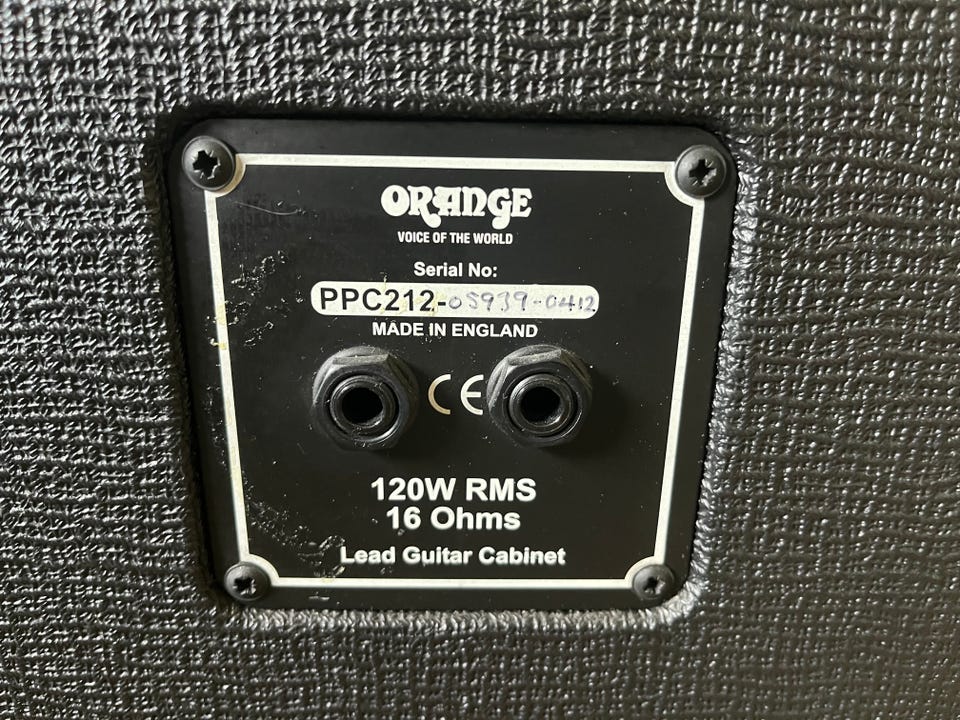 ORANGE
VOICE OF THE WORLD
Serial No:
PPC212-05939-0412
MADE IN ENGLAND
CE
120W RMS
16 Ohms
Lead Guitar Cabinet